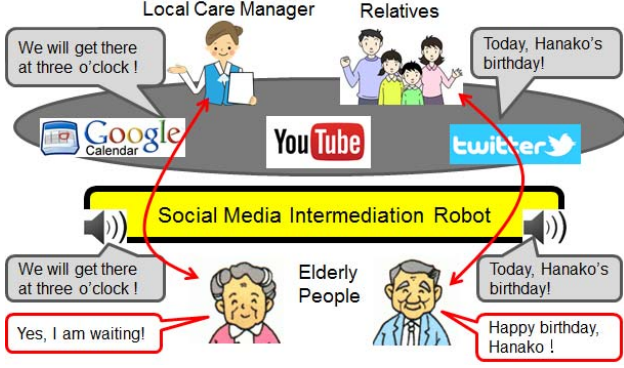 Local Care Manager
Relatives
We will get there
at three o'clock !
Today, Hanako's
birthday!
Google
Calendar
YouTube
twitter
Social Media Intermediation Robot
We will get there
at three o'clock !
Elderly
People
Today, Hanako's
birthday!
Yes, I am waiting!
Happy birthday,
Hanako !